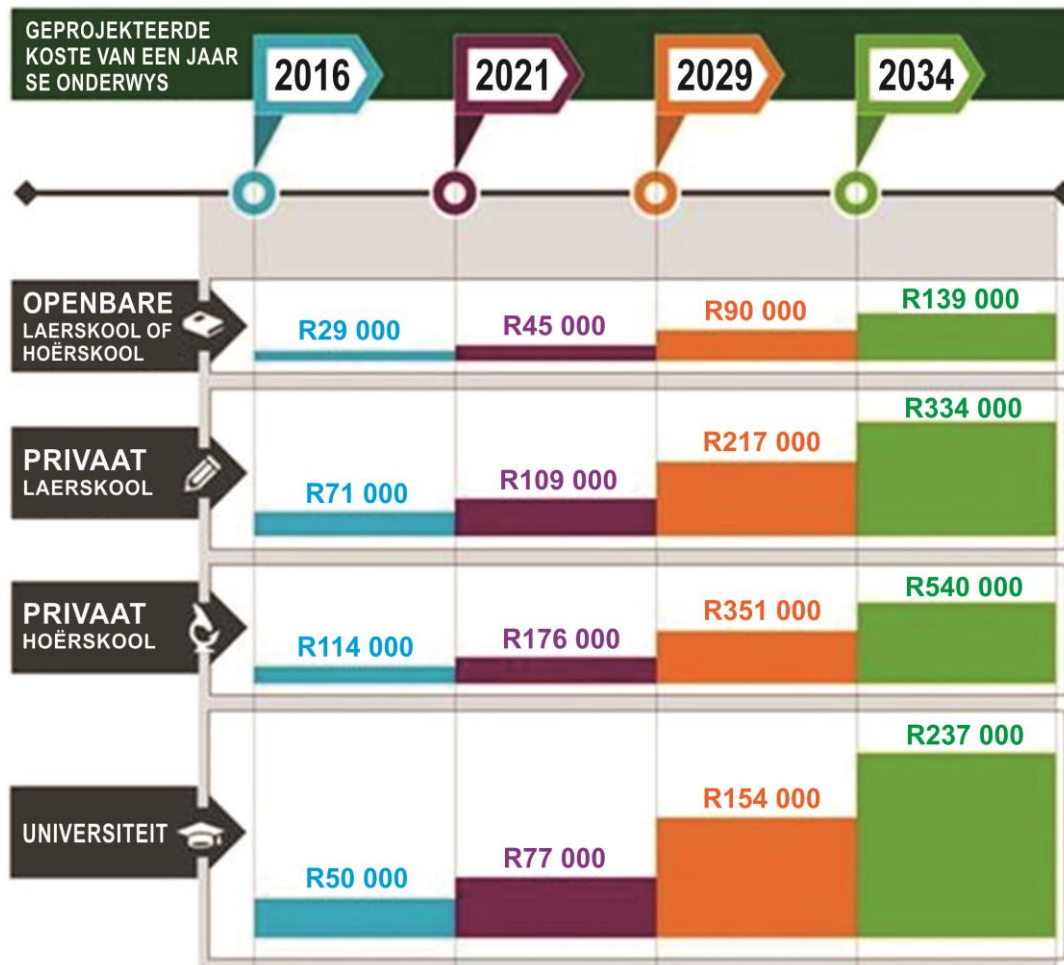 GEPROJEKTEERDE
KOSTE VAN EEN JAAR
SE ONDERWYS
2016
2021
2029
2034
OPENBARE
LAERSKOOL OF
HOËRSKOOL
R29 000
R45 000
R90 000
R139 000
PRIVAAT
LAERSKOOL
R71 000
R109 000
R217 000
R334 000
PRIVAAT
HOËRSKOOL
R114 000
R176 000
R351 000
R540 000
UNIVERSITEIT
R50 000
R77 000
R154 000
R237 000